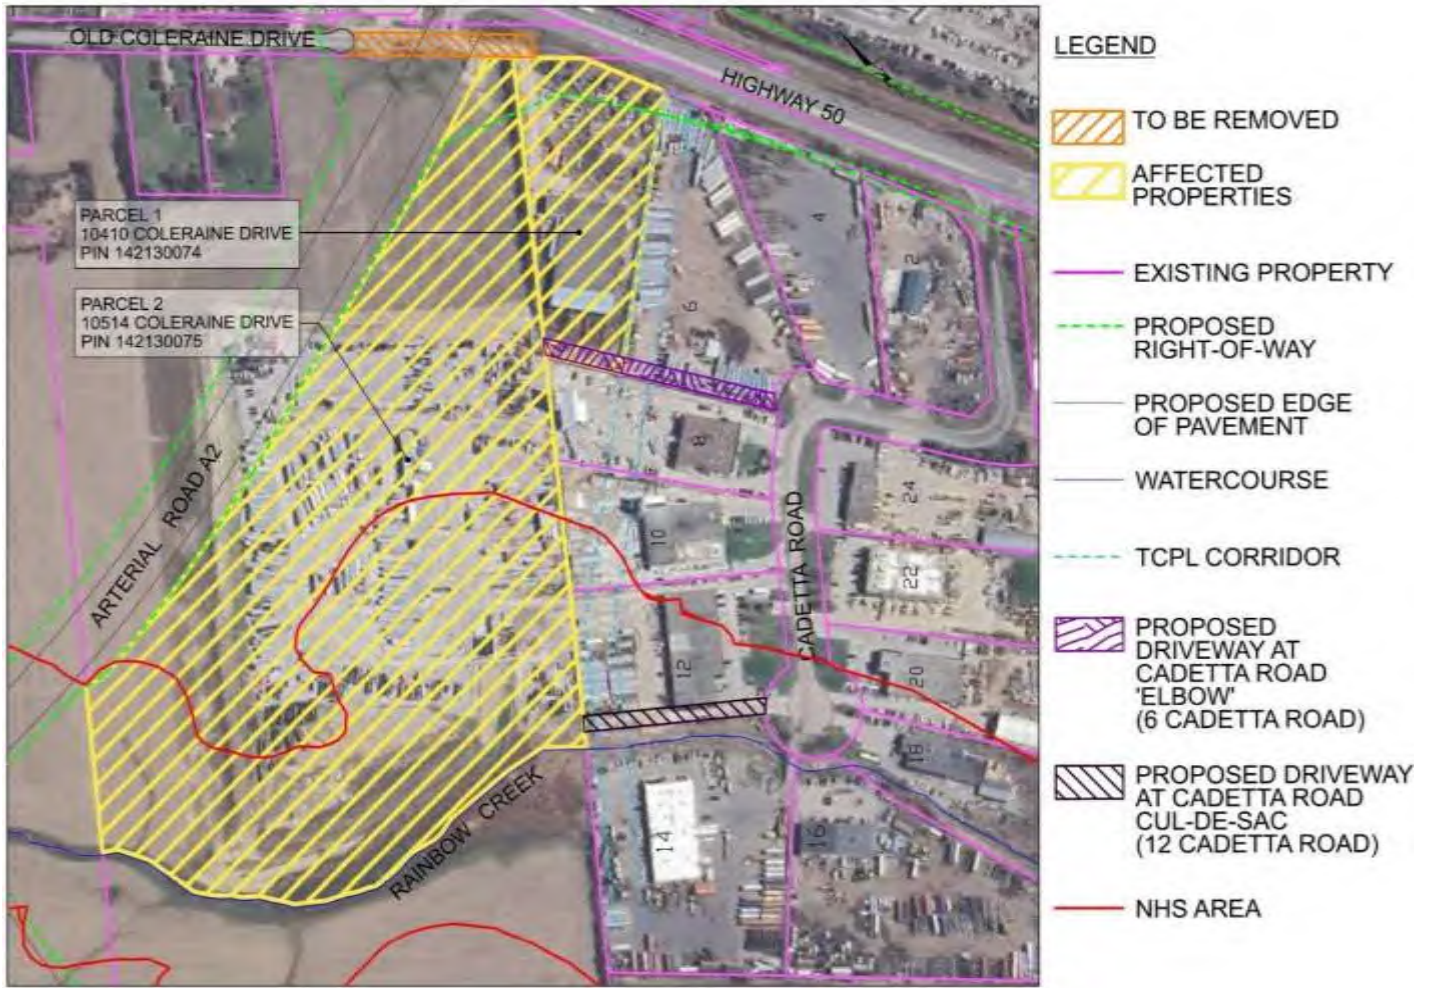 OLD COLERAINE DRIVE
HIGHWAY 50
PARCEL 1
10410 COLERAINE DRIVE
PIN 142130074
PARCEL 2
10514 COLERAINE DRIVE
PIN 142130075
ARTERIAL ROAD A2
RAINBOW CREEK
CADETTA ROAD
2
4
6
8
10
12
14
16
18
20
22
24
LEGEND
TO BE REMOVED
AFFECTED
PROPERTIES
EXISTING PROPERTY
PROPOSED
RIGHT-OF-WAY
PROPOSED EDGE
OF PAVEMENT
WATERCOURSE
TCPL CORRIDOR
PROPOSED
DRIVEWAY AT
CADETTA ROAD
'ELBOW'
(6 CADETTA ROAD)
PROPOSED DRIVEWAY
AT CADETTA ROAD
CUL-DE-SAC
(12 CADETTA ROAD)
NHS AREA